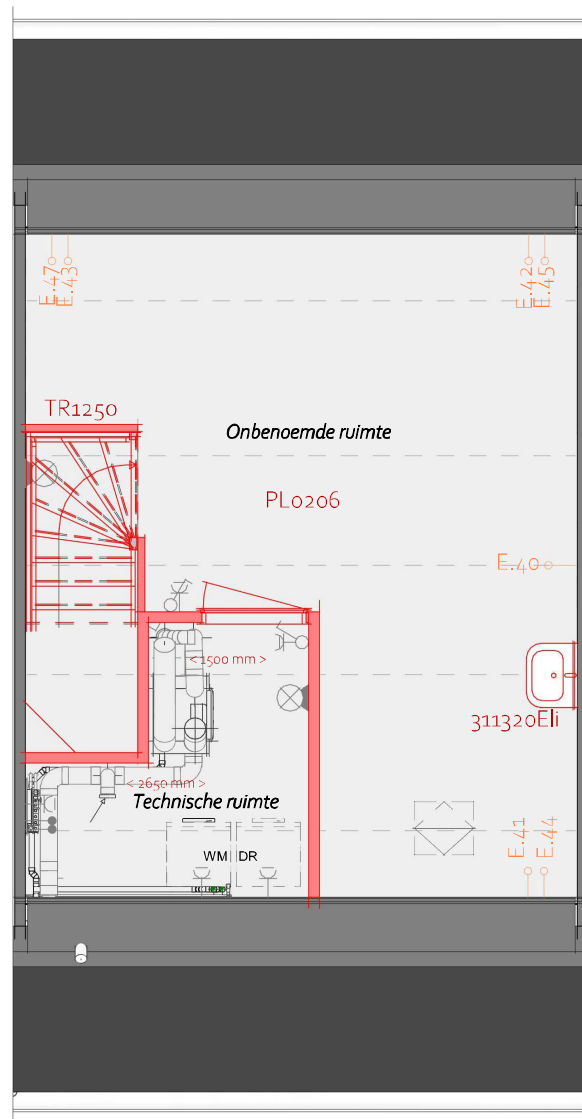 E.47
E.43
E.42
E.45
TR1250
Onbenoemde ruimte
PL0206
E.40
< 1500 mm >
311320Eli
< 2650 mm >
Technische ruimte
E.41
E.44
WM
DR